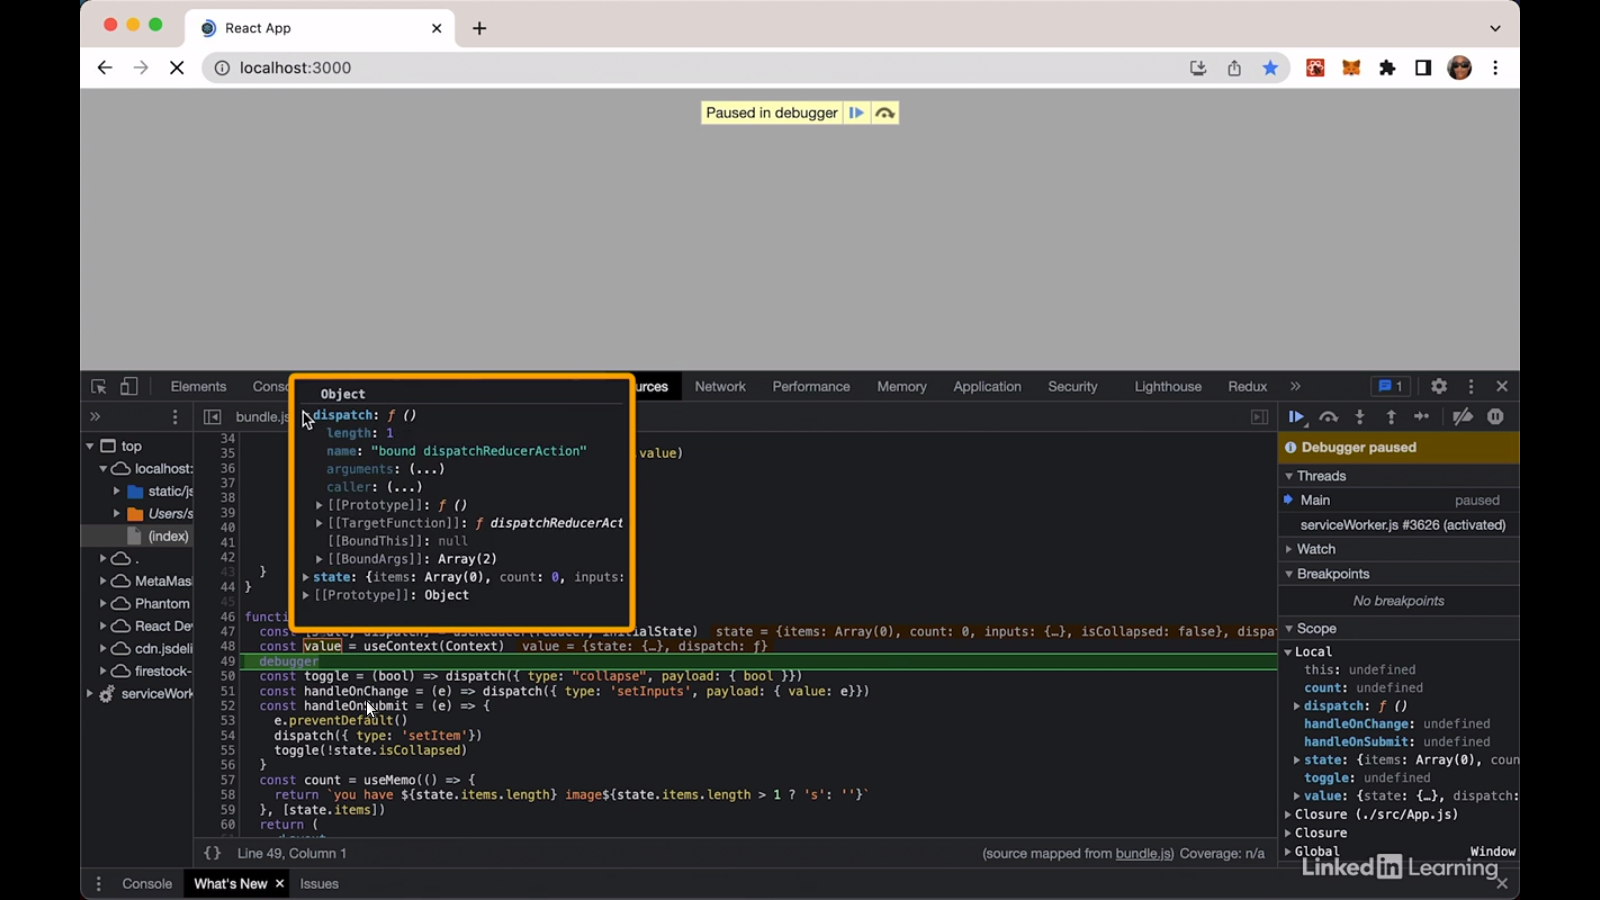 React App
localhost:3000
Paused in debugger
Elements
Network
Performance
Memory
Application
Security
Lighthouse
Redux
1
Object
dispatch: ƒ ()
length: 1
name: "bound dispatchReducerAction"
arguments: (...)
caller: (...)
[[Prototype]]: ƒ ()
[[TargetFunction]]: ƒ dispatchReducerAct
[[BoundThis]]: null
[[BoundArgs]]: Array(2)
state: {items: Array(0), count: 0, inputs:
[[Prototype]]: Object
bundle.js
top
localhost:
static/js
Users/s
(index)
.
MetaMas
Phantom
React De
cdn.jsdeli
firestock-
serviceWork
34
35 .value)
36
37
38
39
40
41
42
43 }
44 }
45
46 functi
47 const [state, dispatch] = useReducer(reducer, initialState) state = {items: Array(0), count: 0, inputs: {…}, isCollapsed: false}, dispa
48 const value = useContext(Context) value = {state: {…}, dispatch: ƒ}
49 debugger
50 const toggle = (bool) => dispatch({ type: "collapse", payload: { bool }})
51 const handleOnChange = (e) => dispatch({ type: 'setInputs', payload: { value: e}})
52 const handleOnSubmit = (e) => {
53 e.preventDefault()
54 dispatch({ type: 'setItem'})
55 toggle(!state.isCollapsed)
56 }
57 const count = useMemo(() => {
58 return `you have ${state.items.length} image${state.items.length > 1 ? 's': ''}`
59 }, [state.items])
60 return (
{} Line 49, Column 1
(source mapped from bundle.js) Coverage: n/a
Debugger paused
Threads
Main paused
serviceWorker.js #3626 (activated)
Watch
Breakpoints
No breakpoints
Scope
Local
this: undefined
count: undefined
dispatch: ƒ ()
handleOnChange: undefined
handleOnSubmit: undefined
state: {items: Array(0), coun
toggle: undefined
value: {state: {…}, dispatch:
Closure (./src/App.js)
Closure
Global Window
Console
What's New
Issues
LinkedIn Learning